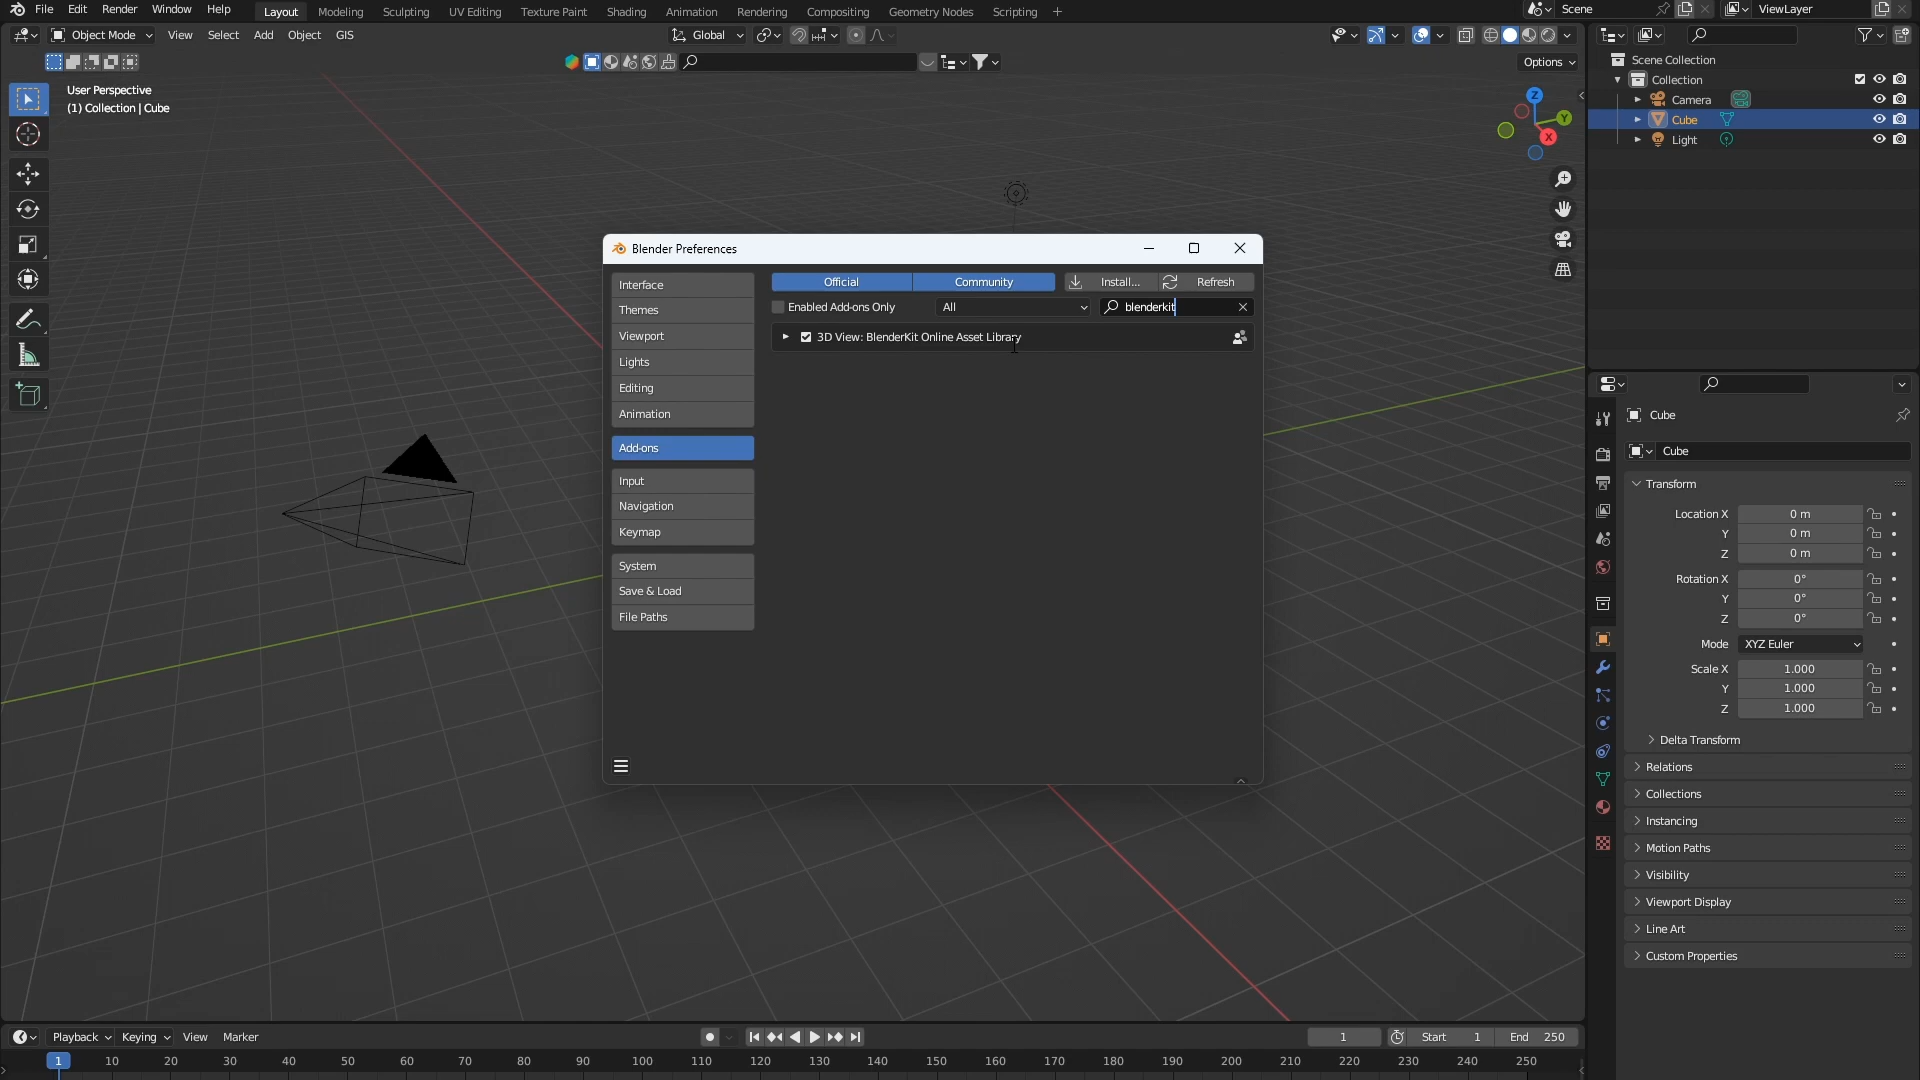 File Edit Render Window Help Layout Modeling Sculpting UV Editing Texture Paint Shading Animation Rendering Compositing Geometry Nodes Scripting + Scene ViewLayer
Object Mode View Select Add Object GIS Global
Options
User Perspective
(1) Collection | Cube
Z
Y
X
Scene Collection
Collection
Camera
Cube
Light
Blender Preferences
Interface
Themes
Viewport
Lights
Editing
Animation
Add-ons
Input
Navigation
Keymap
System
Save & Load
File Paths
Official Community Install... Refresh
Enabled Add-ons Only All blenderkit
3D View: BlenderKit Online Asset Library
Cube
Cube
Transform
Location X 0 m
Y 0 m
Z 0 m
Rotation X 0°
Y 0°
Z 0°
Mode XYZ Euler
Scale X 1.000
Y 1.000
Z 1.000
Delta Transform
Relations
Collections
Instancing
Motion Paths
Visibility
Viewport Display
Line Art
Custom Properties
Playback Keying View Marker 1 Start 1 End 250
1 10 20 30 40 50 60 70 80 90 100 110 120 130 140 150 160 170 180 190 200 210 220 230 240 250